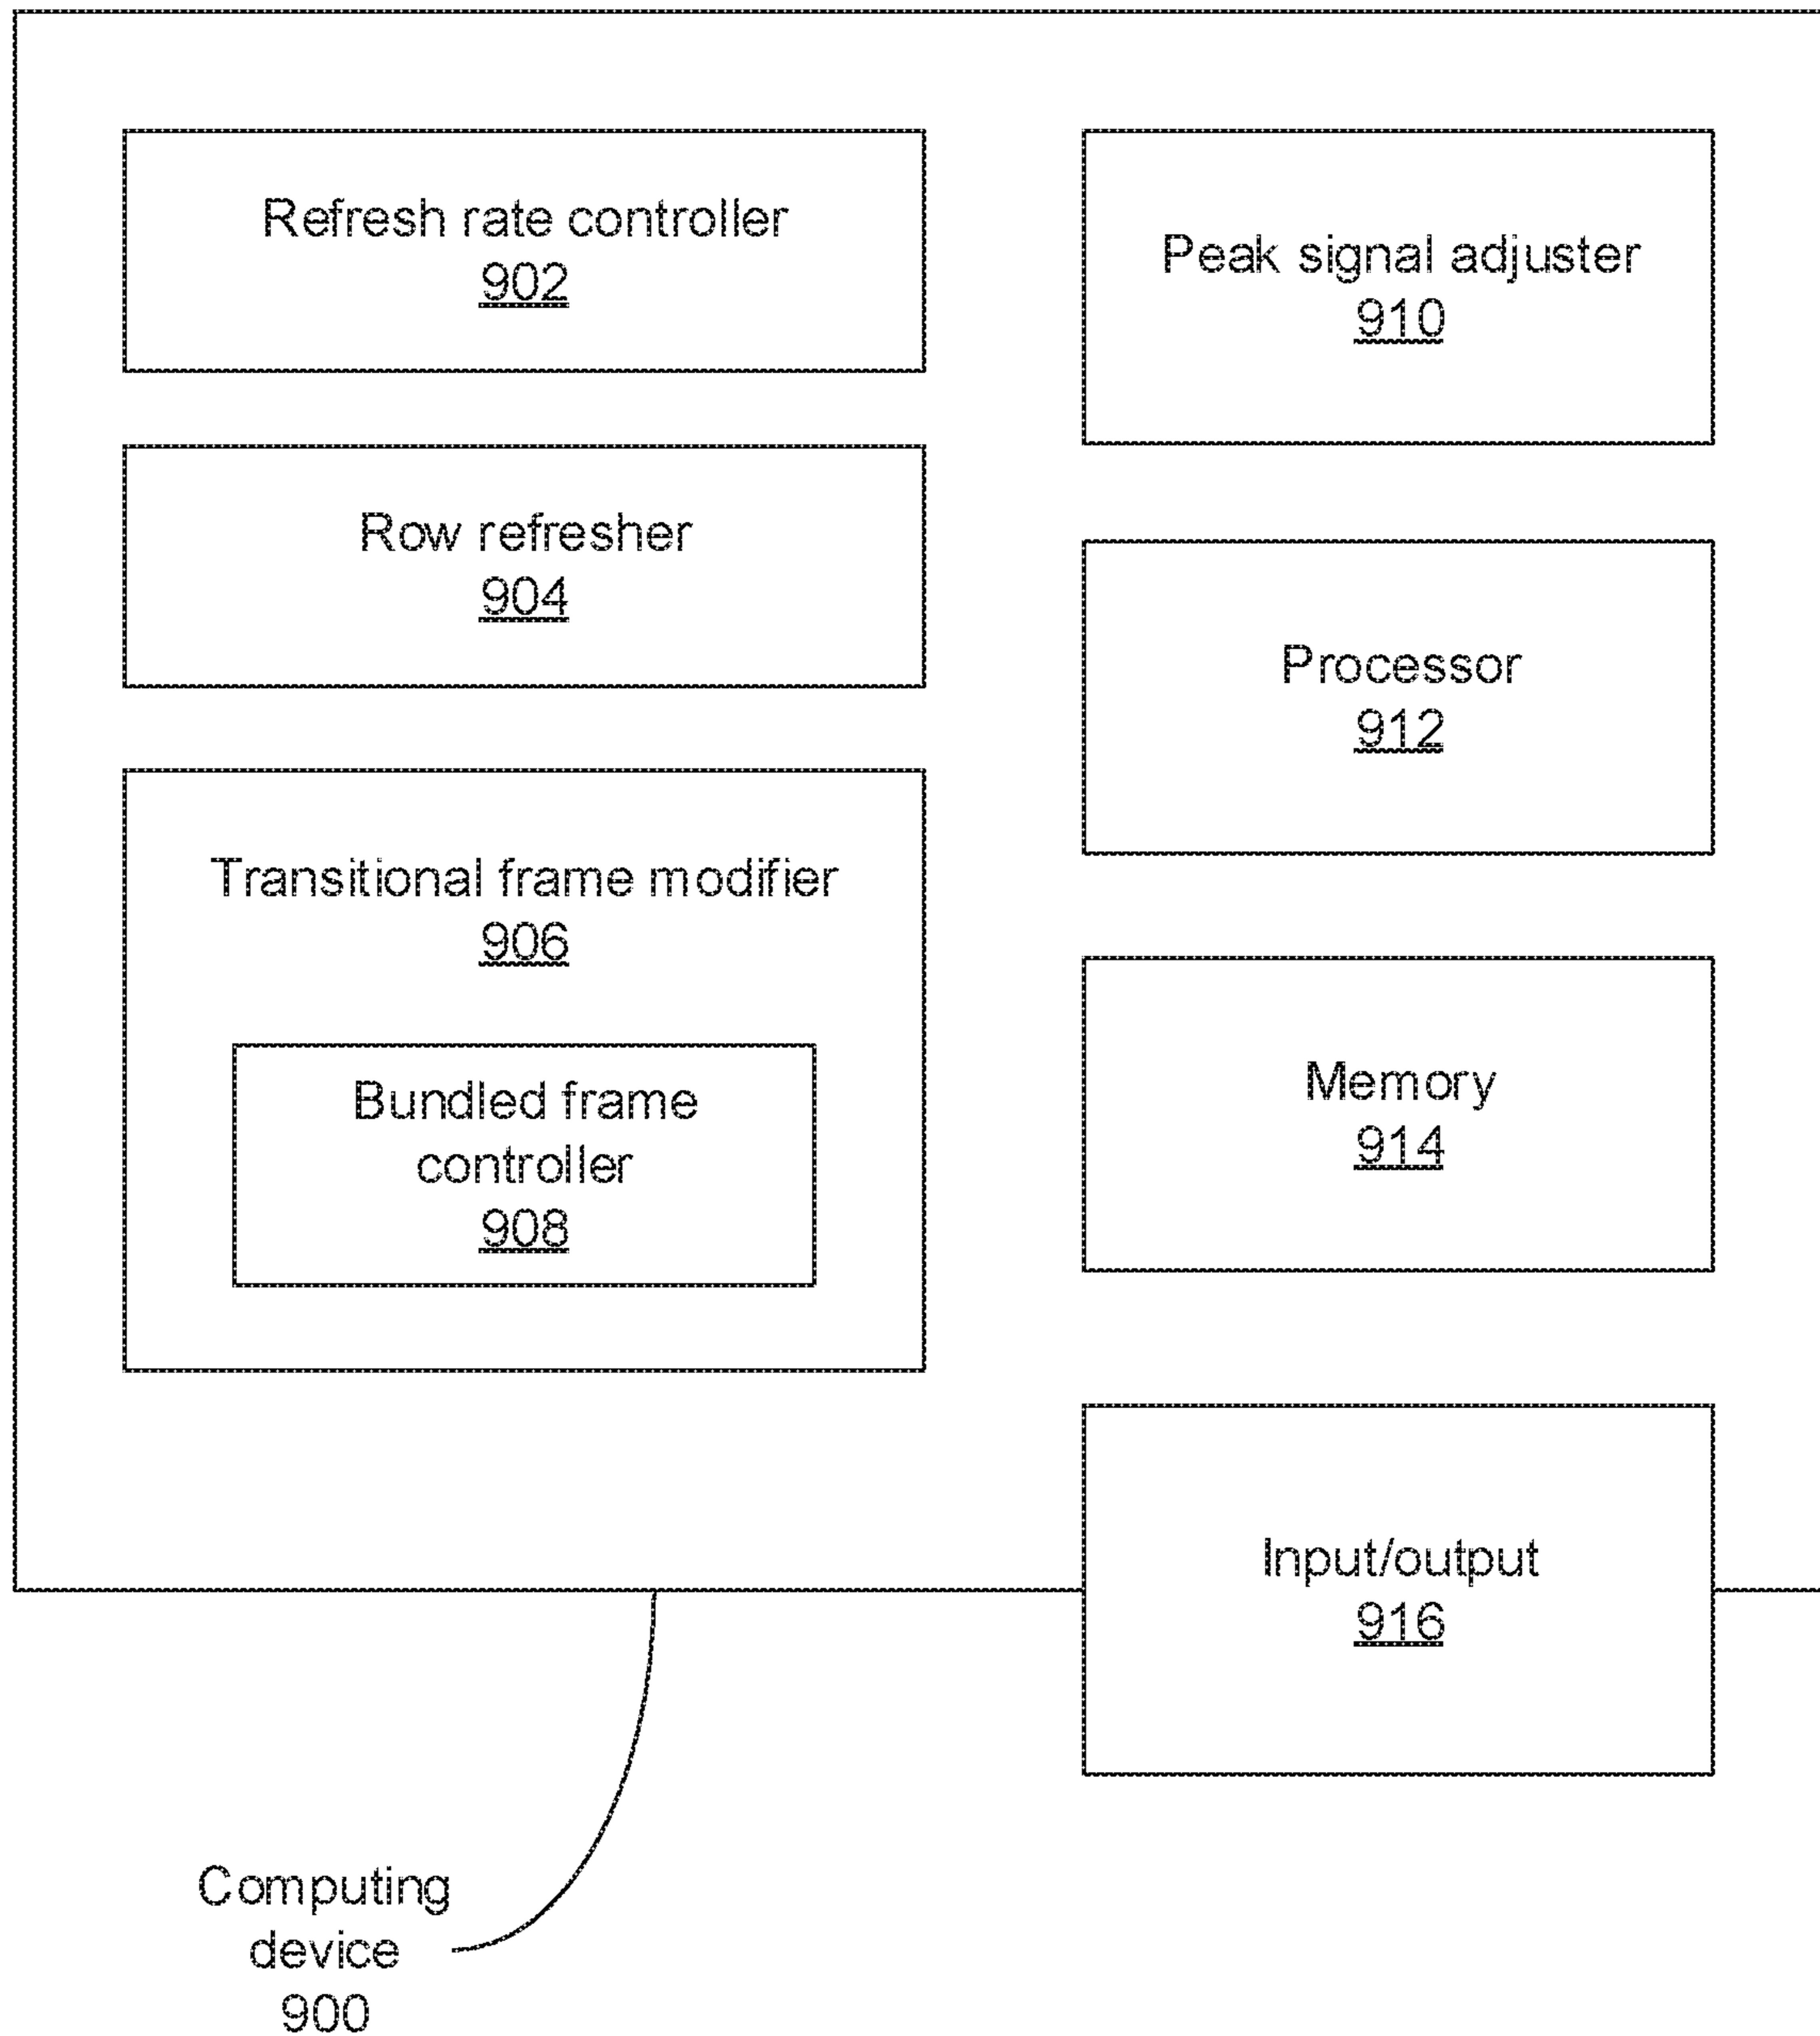 Refresh rate controller
902
Row refresher
904
Transitional frame modifier
906
Bundled frame
controller
908
Peak signal adjuster
910
Processor
912
Memory
914
Input/output
916
Computing
device
900